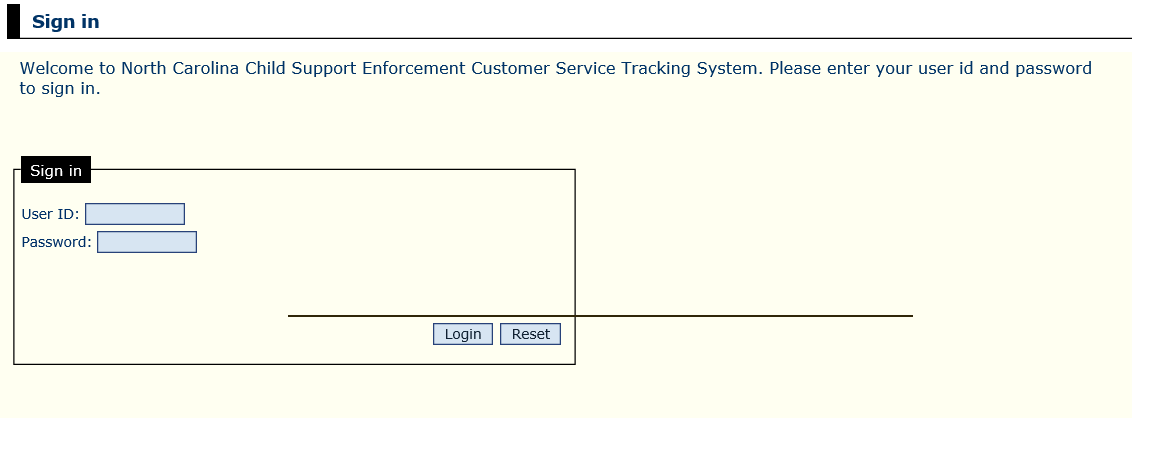 Sign in
Welcome to North Carolina Child Support Enforcement Customer Service Tracking System. Please enter your user id and password
to sign in.
Sign in
User ID:
Password:
Login Reset